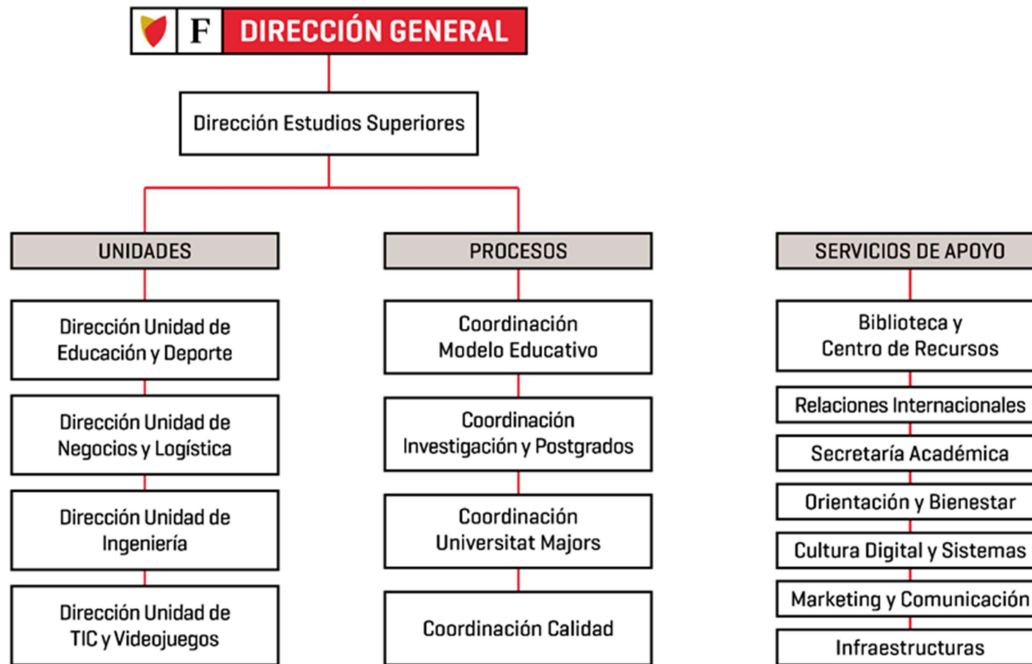 F DIRECCIÓN GENERAL
Dirección Estudios Superiores
UNIDADES
Dirección Unidad de
Educación y Deporte
Dirección Unidad de
Negocios y Logística
Dirección Unidad de
Ingeniería
Dirección Unidad de
TIC y Videojuegos
PROCESOS
Coordinación
Modelo Educativo
Coordinación
Investigación y Postgrados
Coordinación
Universitat Majors
Coordinación Calidad
SERVICIOS DE APOYO
Biblioteca y
Centro de Recursos
Relaciones Internacionales
Secretaría Académica
Orientación y Bienestar
Cultura Digital y Sistemas
Marketing y Comunicación
Infraestructuras